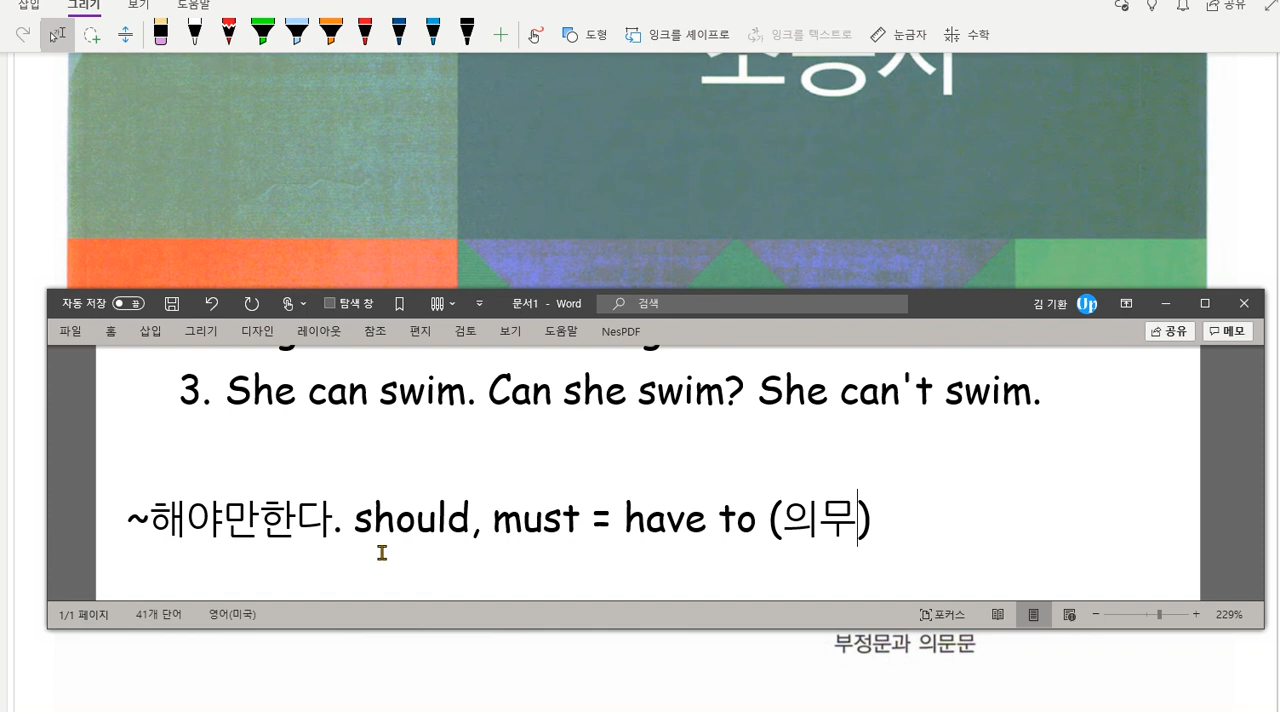 삽입 그리기 보기 도움말
공유
도형 잉크를 셰이프로 잉크를 텍스트로 눈금자 수학
조동사
자동 저장 탐색 창 문서1 - Word 검색 김 기환 Up
파일 홈 삽입 그리기 디자인 레이아웃 참조 편지 검토 보기 도움말 NesPDF 공유 메모
3. She can swim. Can she swim? She can't swim.
~해야만한다. should, must = have to (의무)
1/1 페이지 41개 단어 영어(미국) 포커스 229%
부정문과 의문문